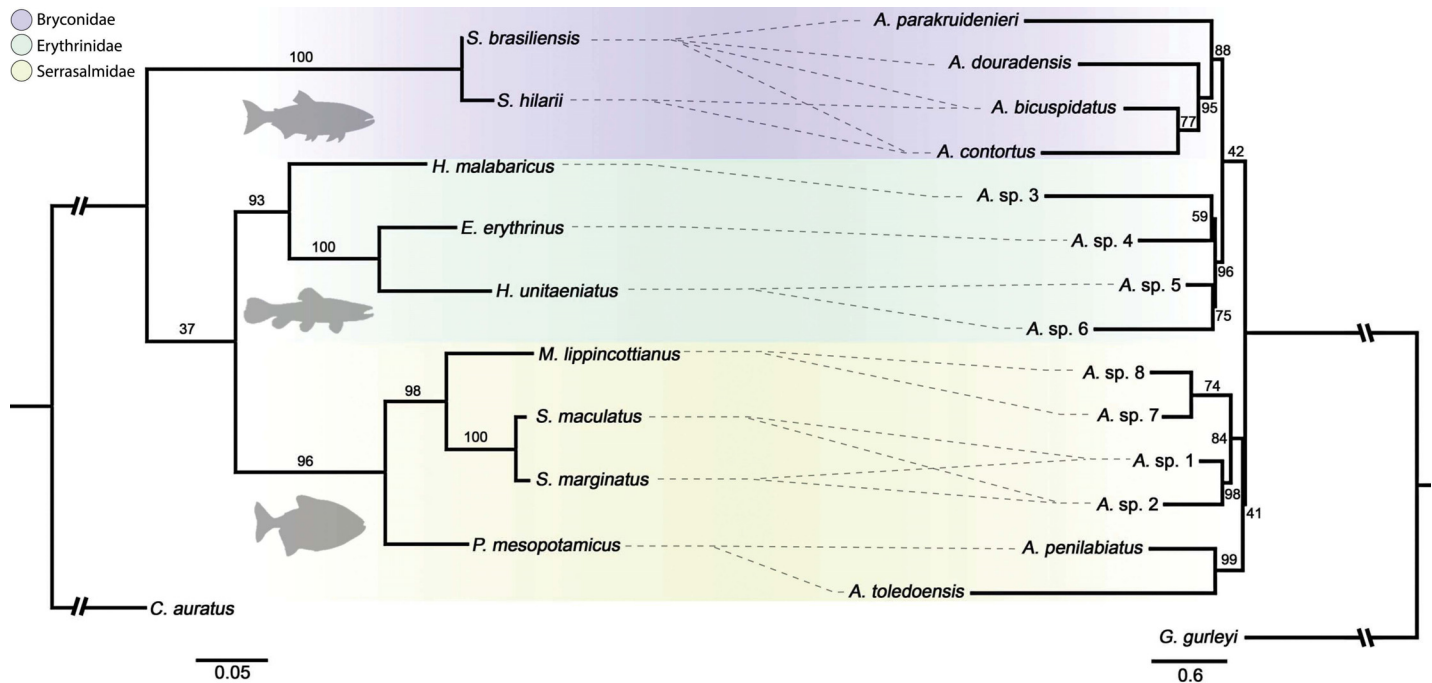 Bryconidae
Erythrinidae
Serrasalmidae
A. parakruidenieri
88
S. brasiliensis
100
A. douradensis
S. hilarii
A. bicuspidatus
95
77
A. contortus
42
H. malabaricus
93
A. sp. 3
59
E. erythrinus
A. sp. 4
100
96
H. unitaeniatus
A. sp. 5
75
A. sp. 6
37
M. lippincottianus
A. sp. 8
74
98
S. maculatus
A. sp. 7
100
84
A. sp. 1
96
S. marginatus
98
A. sp. 2
41
P. mesopotamicus
A. penilabiatus
99
A. toledoensis
C. auratus
G. gurleyi
0.05
0.6